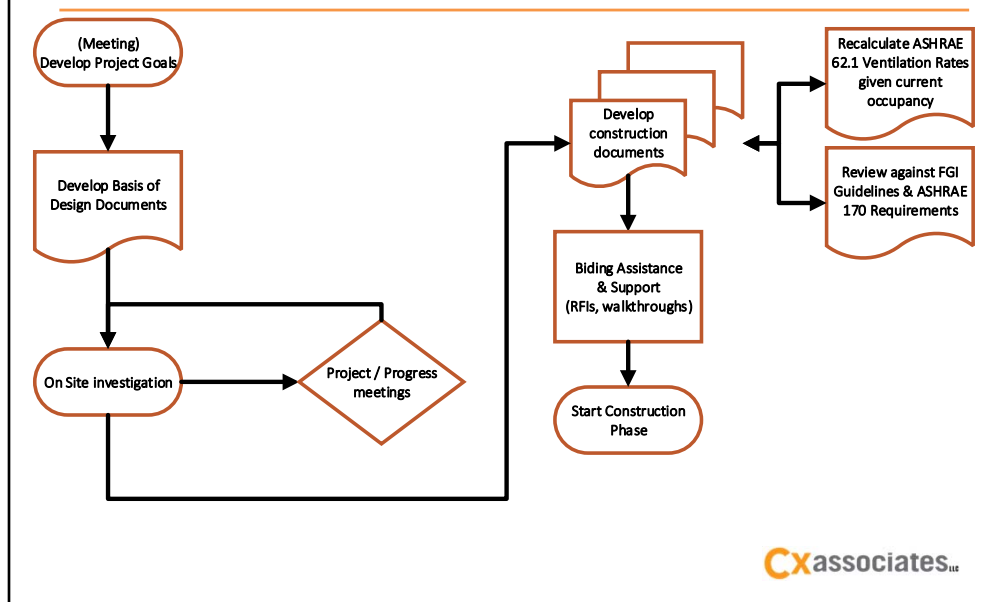 (Meeting)
Develop Project Goals
Develop Basis of
Design Documents
On Site investigation
Project / Progress
meetings
Develop
construction
documents
Biding Assistance
& Support
(RFIs, walkthroughs)
Start Construction
Phase
Recalculate ASHRAE
62.1 Ventilation Rates
given current
occupancy
Review against FGI
Guidelines & ASHRAE
170 Requirements
CXassociates LLC